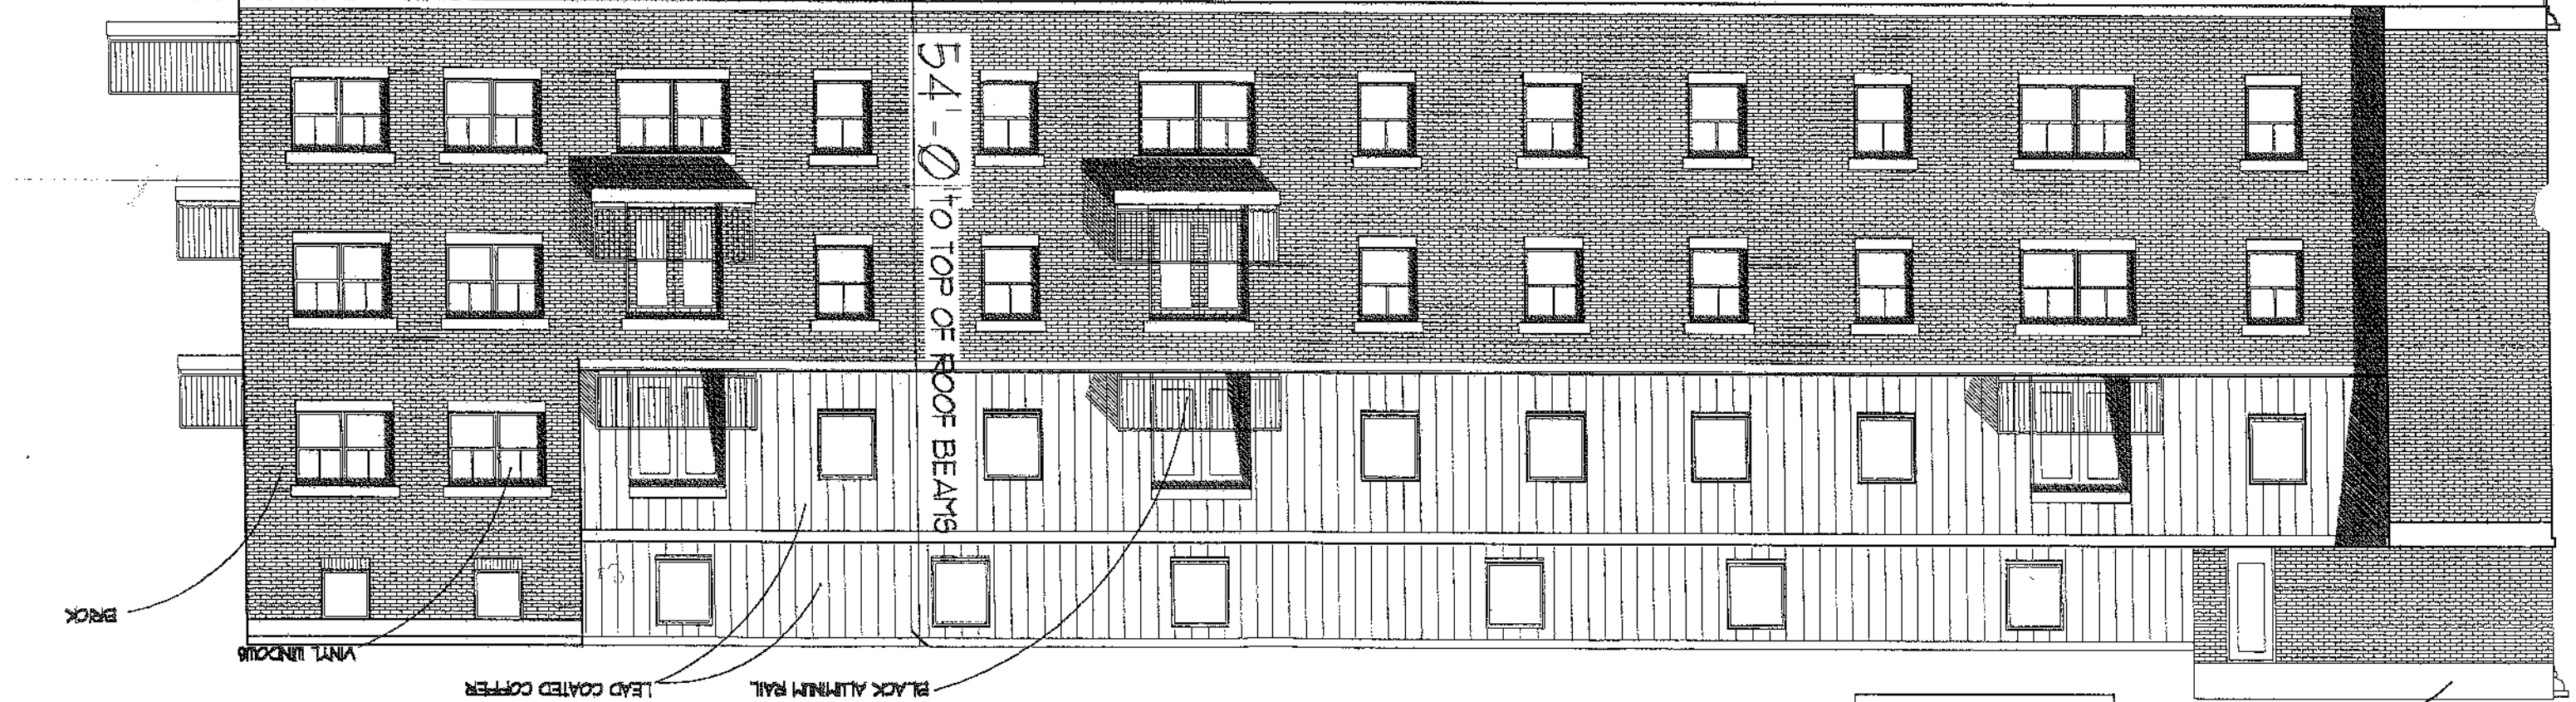 54'-0" TO TOP OF ROOF BEAMS
BRICK
VINYL WINDOWS
LEAD COATED COPPER
BLACK ALUMINUM RAIL